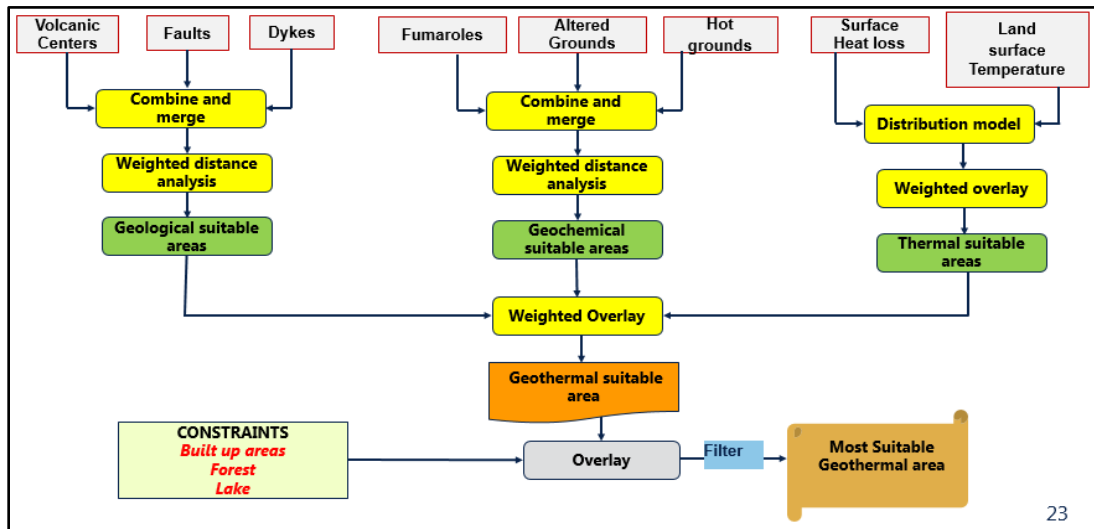 Volcanic
Centers
Faults
Dykes
Fumaroles
Altered
Grounds
Hot
grounds
Surface
Heat loss
Land
surface
Temperature
Combine and
merge
Combine and
merge
Distribution model
Weighted distance
analysis
Weighted distance
analysis
Weighted overlay
Geological suitable
areas
Geochemical
suitable areas
Thermal suitable
areas
Weighted Overlay
Geothermal suitable
area
CONSTRAINTS
Built up areas
Forest
Lake
Overlay
Filter
Most Suitable
Geothermal area
23